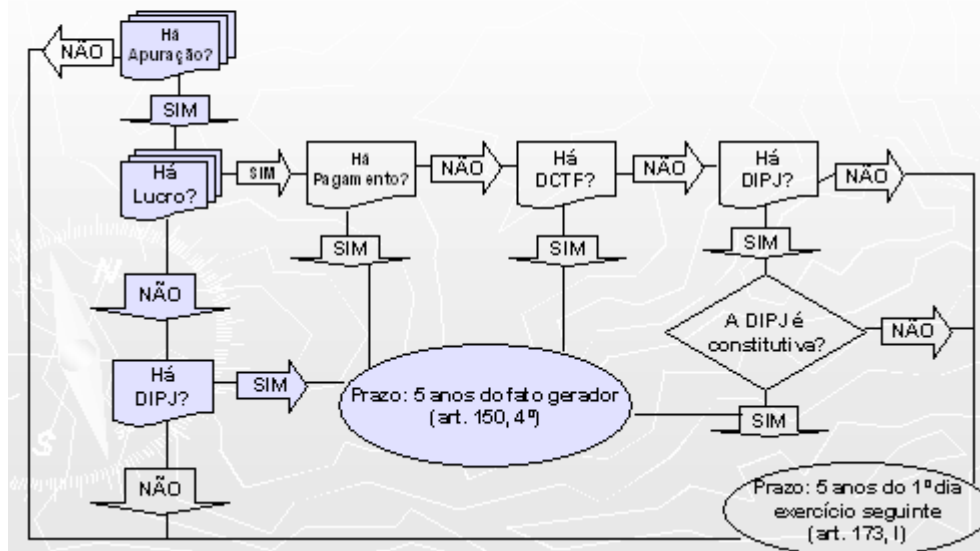 Há
Apuração?
NÃO
SIM
Há
Lucro?
SIM
Há
Pagamento?
NÃO
Há
DCTF?
NÃO
Há
DIPJ?
NÃO
SIM
SIM
SIM
N
NÃO
A DIPJ é
constitutiva?
NÃO
Há
DIPJ?
SIM
Prazo: 5 anos do fato gerador
(art. 150, 4º)
SIM
S
NÃO
Prazo: 5 anos do 1º dia
exercício seguinte
(art. 173, I)